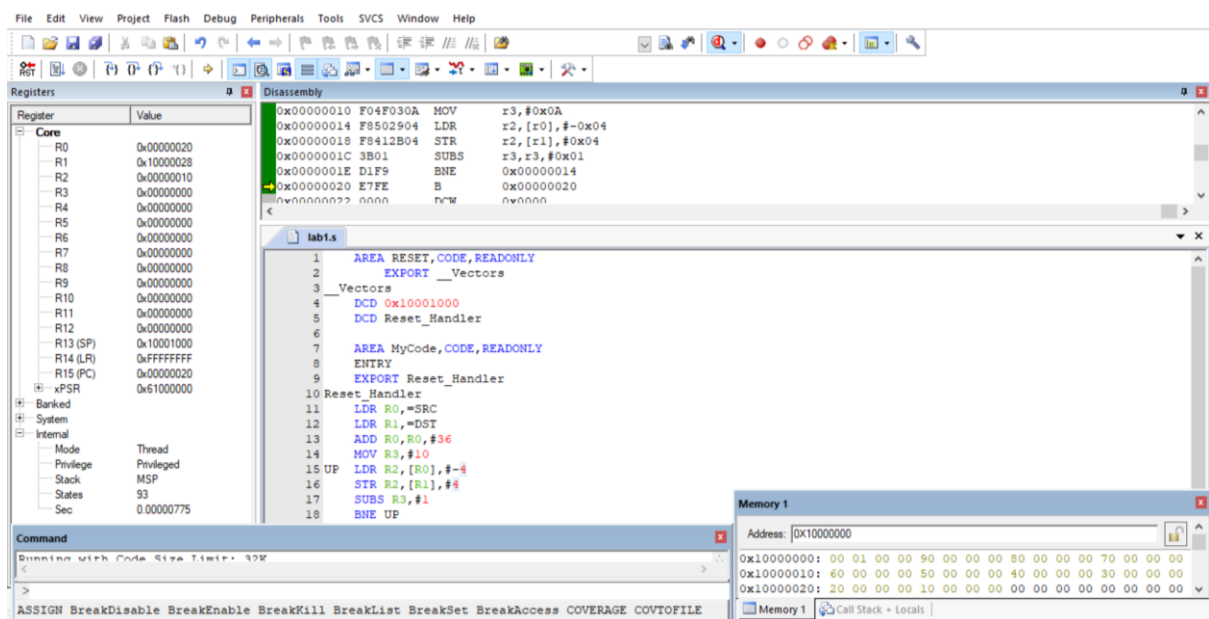 File Edit View Project Flash Debug Peripherals Tools SVCS Window Help
RST
Registers
Register Value
Core
R0 0x00000020
R1 0x10000028
R2 0x00000010
R3 0x00000000
R4 0x00000000
R5 0x00000000
R6 0x00000000
R7 0x00000000
R8 0x00000000
R9 0x00000000
R10 0x00000000
R11 0x00000000
R12 0x00000000
R13 (SP) 0x10001000
R14 (LR) 0xFFFFFFFF
R15 (PC) 0x00000020
xPSR 0x61000000
Banked
System
Internal
Mode Thread
Privilege Privileged
Stack MSP
States 93
Sec 0.00000775
Disassembly
0x00000010 F04F030A MOV r3,#0x0A
0x00000014 F8502904 LDR r2,[r0],#-0x04
0x00000018 F8412B04 STR r2,[r1],#0x04
0x0000001C 3B01 SUBS r3,r3,#0x01
0x0000001E D1F9 BNE 0x00000014
0x00000020 E7FE B 0x00000020
0x00000022 0000 DCW 0x0000
lab1.s
1 AREA RESET,CODE,READONLY
2 EXPORT __Vectors
3 __Vectors
4 DCD 0x10001000
5 DCD Reset_Handler
6
7 AREA MyCode,CODE,READONLY
8 ENTRY
9 EXPORT Reset_Handler
10 Reset_Handler
11 LDR R0,=SRC
12 LDR R1,=DST
13 ADD R0,R0,#36
14 MOV R3,#10
15 UP LDR R2,[R0],#-4
16 STR R2,[R1],#4
17 SUBS R3,#1
18 BNE UP
Command
Running with Code Size Limit: 32K
>
ASSIGN BreakDisable BreakEnable BreakKill BreakList BreakSet BreakAccess COVERAGE COVTOFILE
Memory 1
Address: 0X10000000
0x10000000: 00 01 00 00 90 00 00 00 80 00 00 00 70 00 00 00
0x10000010: 60 00 00 00 50 00 00 00 40 00 00 00 30 00 00 00
0x10000020: 20 00 00 00 10 00 00 00 00 00 00 00 00 00 00 00
Memory 1 Call Stack + Locals